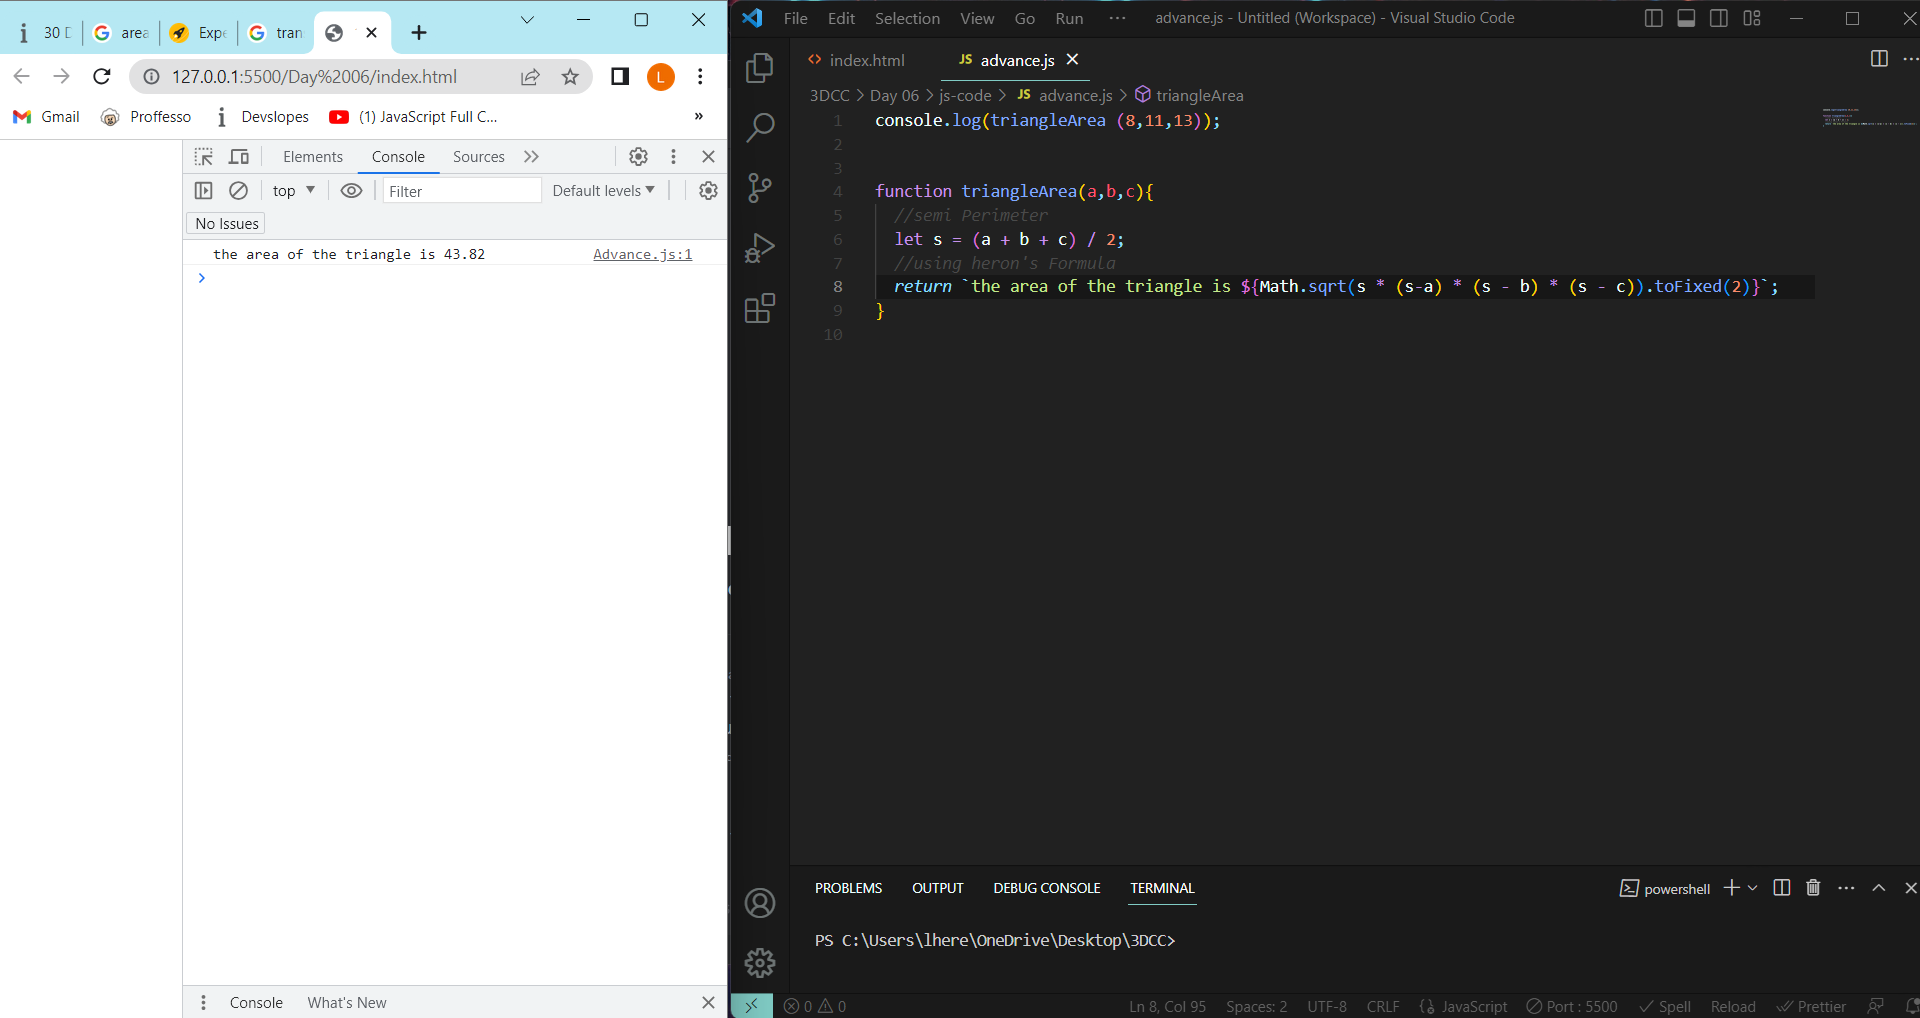 30 D
area
Expe
tran
127.0.0.1:5500/Day%2006/index.html
L
Gmail
Proffesso
Devslopes
(1) JavaScript Full C...
»
Elements
Console
Sources
top
Filter
Default levels
No Issues
the area of the triangle is 43.82
Advance.js:1
Console
What's New
File
Edit
Selection
View
Go
Run
advance.js - Untitled (Workspace) - Visual Studio Code
index.html
JS advance.js
3DCC > Day 06 > js-code > JS advance.js > triangleArea
1 console.log(triangleArea (8,11,13));
2
3
4 function triangleArea(a,b,c){
5 //semi Perimeter
6 let s = (a + b + c) / 2;
7 //using heron's Formula
8 return `the area of the triangle is ${Math.sqrt(s * (s-a) * (s - b) * (s - c)).toFixed(2)}`;
9 }
10
PROBLEMS
OUTPUT
DEBUG CONSOLE
TERMINAL
powershell
PS C:\Users\lhere\OneDrive\Desktop\3DCC>
0
0
Ln 8, Col 95
Spaces: 2
UTF-8
CRLF
{} JavaScript
Port : 5500
Spell
Reload
Prettier